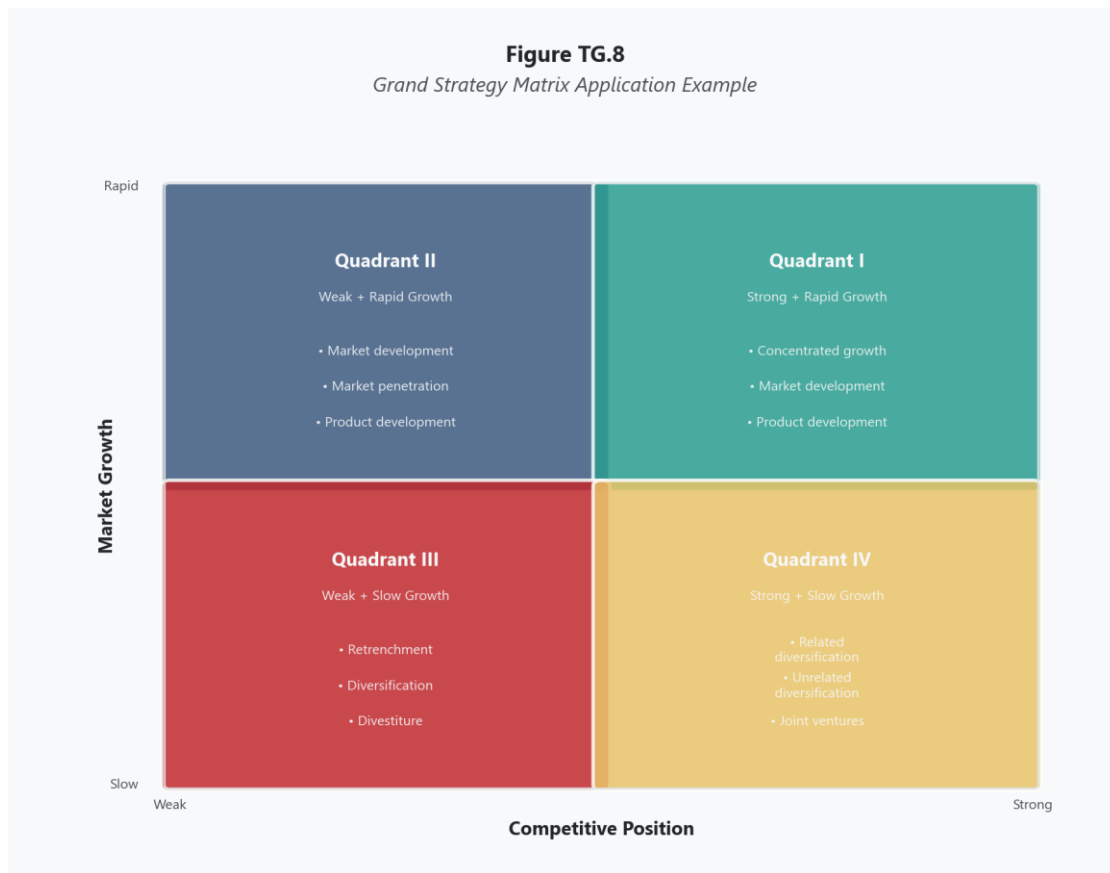 Figure TG.8
Grand Strategy Matrix Application Example
Rapid
Quadrant II
Weak + Rapid Growth
• Market development
• Market penetration
• Product development
Quadrant I
Strong + Rapid Growth
• Concentrated growth
• Market development
• Product development
Market Growth
Quadrant III
Weak + Slow Growth
• Retrenchment
• Diversification
• Divestiture
Quadrant IV
Strong + Slow Growth
• Related
diversification
• Unrelated
diversification
• Joint ventures
Slow
Weak
Strong
Competitive Position